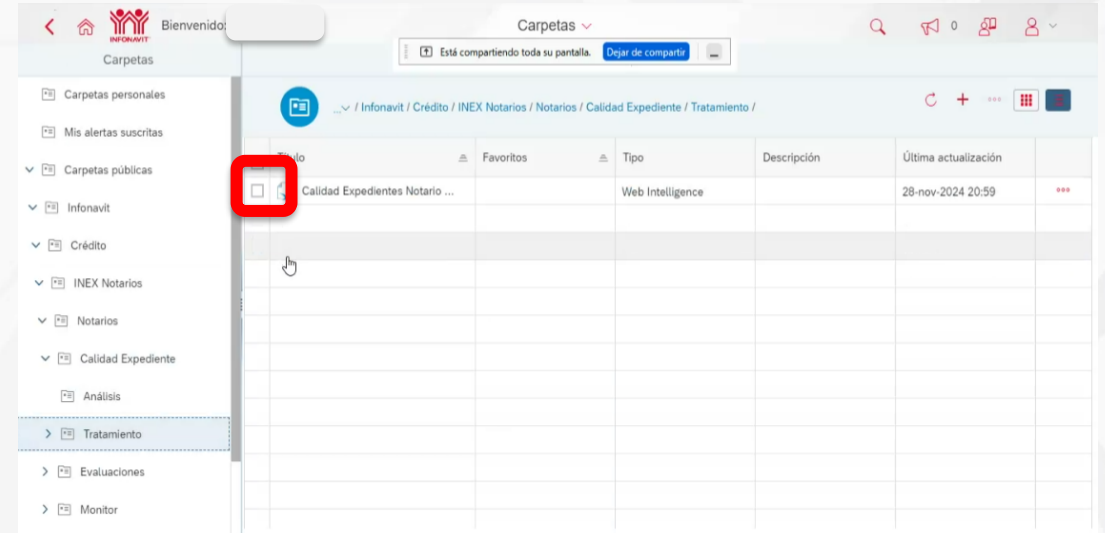 INFONAVIT
Bienvenido:
Carpetas
0
Está compartiendo toda su pantalla. Dejar de compartir
Carpetas
Carpetas personales
Mis alertas suscritas
Carpetas públicas
Infonavit
Crédito
INEX Notarios
Notarios
Calidad Expediente
Análisis
Tratamiento
Evaluaciones
Monitor
... / Infonavit / Crédito / INEX Notarios / Notarios / Calidad Expediente / Tratamiento /
Título Favoritos Tipo Descripción Última actualización
Calidad Expedientes Notario ... Web Intelligence 28-nov-2024 20:59